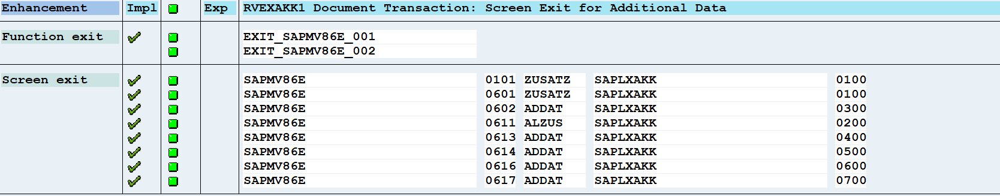 Enhancement Impl Exp RVEXAKK1 Document Transaction: Screen Exit for Additional Data
Function exit EXIT_SAPMV86E_001
EXIT_SAPMV86E_002
Screen exit SAPMV86E 0101 ZUSATZ SAPLXAKK 0100
SAPMV86E 0601 ZUSATZ SAPLXAKK 0100
SAPMV86E 0602 ADDAT SAPLXAKK 0300
SAPMV86E 0611 ALZUS SAPLXAKK 0200
SAPMV86E 0613 ADDAT SAPLXAKK 0400
SAPMV86E 0614 ADDAT SAPLXAKK 0500
SAPMV86E 0616 ADDAT SAPLXAKK 0600
SAPMV86E 0617 ADDAT SAPLXAKK 0700